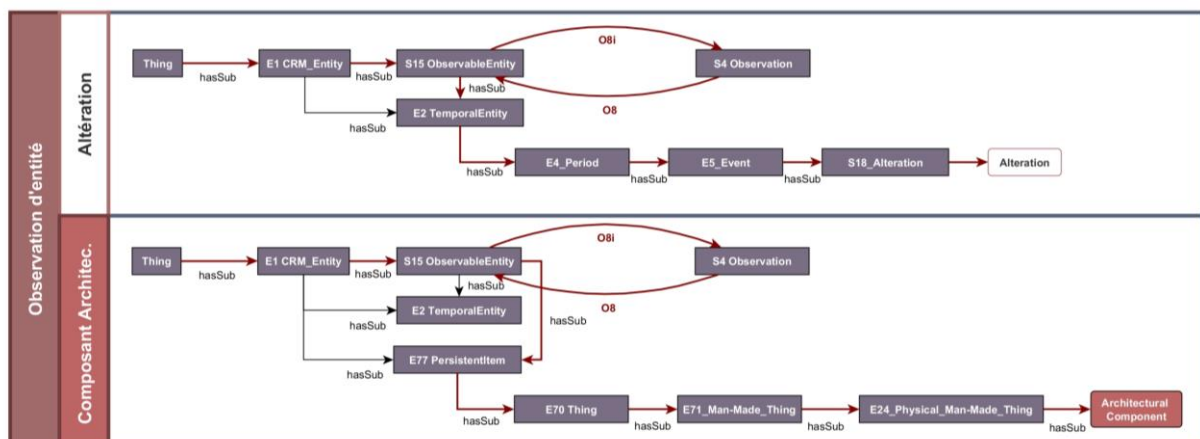 Observation d'entité
Altération
Thing
hasSub
E1 CRM_Entity
hasSub
S15 ObservableEntity
O8i
S4 Observation
O8
hasSub
hasSub
E2 TemporalEntity
hasSub
E4_Period
hasSub
E5_Event
hasSub
S18_Alteration
Alteration
Composant Architec.
Thing
hasSub
E1 CRM_Entity
hasSub
S15 ObservableEntity
O8i
S4 Observation
O8
hasSub
hasSub
E2 TemporalEntity
hasSub
hasSub
E77 PersistentItem
hasSub
E70 Thing
hasSub
E71_Man-Made_Thing
hasSub
E24_Physical_Man-Made_Thing
hasSub
Architectural
Component